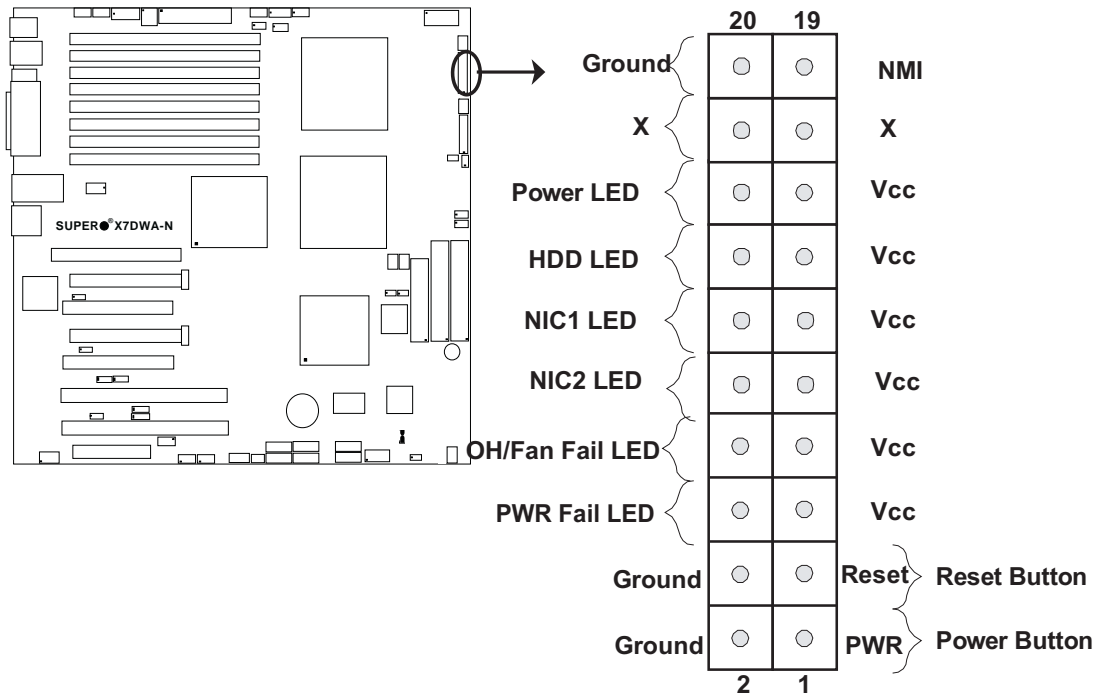 20 19
Ground NMI
X X
Power LED Vcc
HDD LED Vcc
NIC1 LED Vcc
NIC2 LED Vcc
OH/Fan Fail LED Vcc
PWR Fail LED Vcc
Ground Reset Reset Button
Ground PWR Power Button
2 1
SUPER ® X7DWA-N